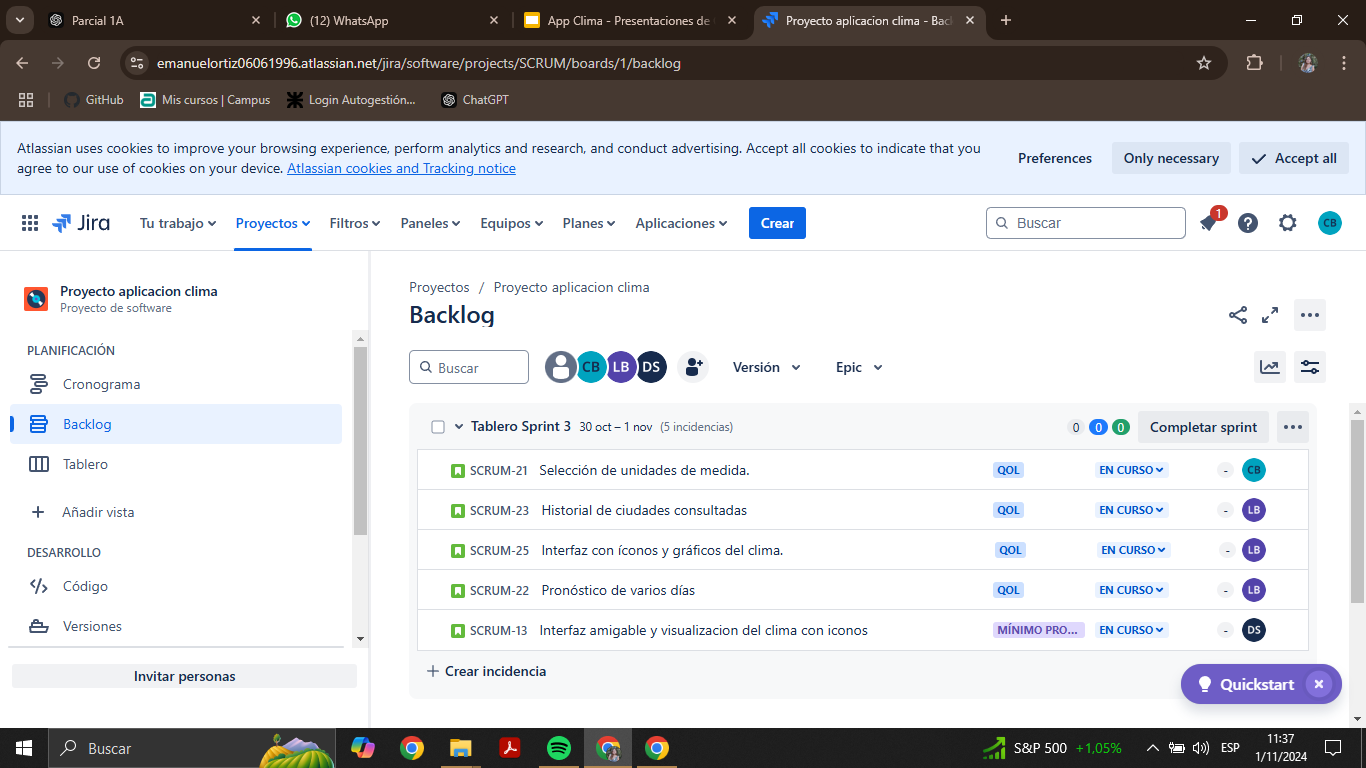 Parcial 1A
(12) WhatsApp
App Clima - Presentaciones de
Proyecto aplicacion clima - Back
emanuelortiz06061996.atlassian.net/jira/software/projects/SCRUM/boards/1/backlog
GitHub
Mis cursos | Campus
Login Autogestión...
ChatGPT
Atlassian uses cookies to improve your browsing experience, perform analytics and research, and conduct advertising. Accept all cookies to indicate that you
agree to our use of cookies on your device. Atlassian cookies and Tracking notice
Preferences
Only necessary
Accept all
Jira
Tu trabajo
Proyectos
Filtros
Paneles
Equipos
Planes
Aplicaciones
Crear
Buscar
1
CB
Proyecto aplicacion clima
Proyecto de software
PLANIFICACIÓN
Cronograma
Backlog
Tablero
Añadir vista
DESARROLLO
Código
Versiones
Invitar personas
Proyectos / Proyecto aplicacion clima
Backlog
Buscar
CB
LB
DS
Versión
Epic
Tablero Sprint 3 30 oct – 1 nov (5 incidencias)
0 0 0
Completar sprint
SCRUM-21 Selección de unidades de medida. QOL EN CURSO - CB
SCRUM-23 Historial de ciudades consultadas QOL EN CURSO - LB
SCRUM-25 Interfaz con íconos y gráficos del clima. QOL EN CURSO - LB
SCRUM-22 Pronóstico de varios días QOL EN CURSO - LB
SCRUM-13 Interfaz amigable y visualizacion del clima con iconos MÍNIMO PRO... EN CURSO - DS
+ Crear incidencia
Quickstart
Buscar
S&P 500 +1,05%
ESP
11:37
1/11/2024